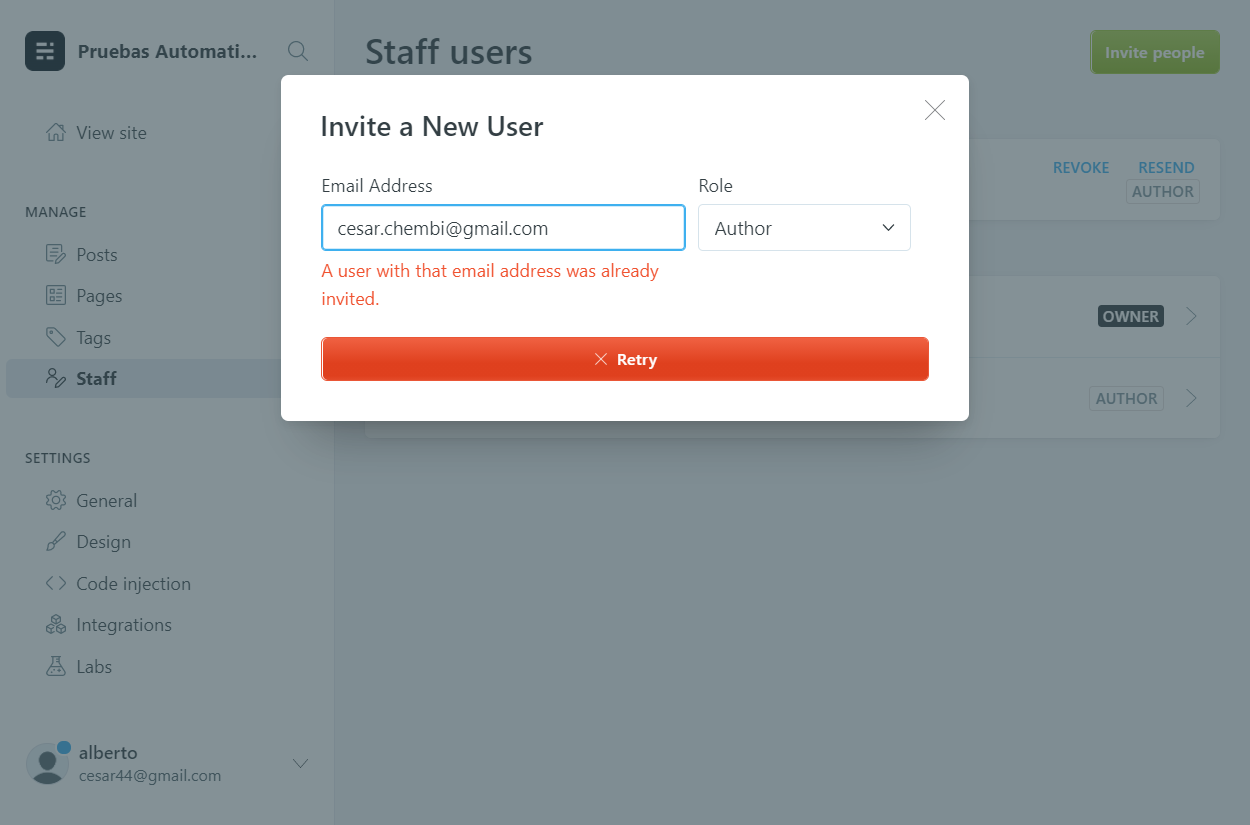 Pruebas Automati...
View site
MANAGE
Posts
Pages
Tags
Staff
SETTINGS
General
Design
Code injection
Integrations
Labs
alberto
cesar44@gmail.com
Staff users
Invite people
REVOKE RESEND
AUTHOR
OWNER
AUTHOR
Invite a New User
Email Address Role
cesar.chembi@gmail.com Author
A user with that email address was already
invited.
Retry